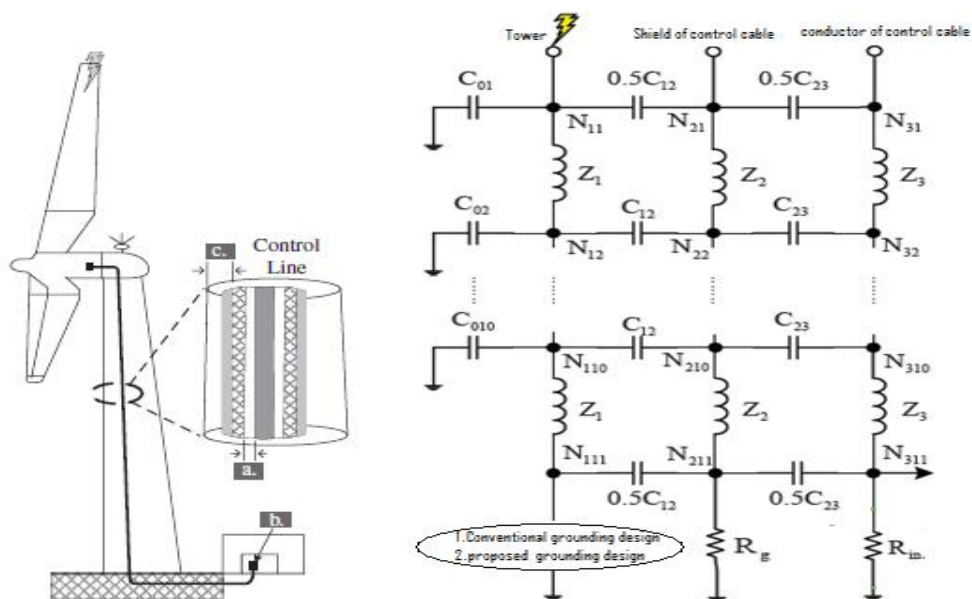 c.
Control
Line
a.
b.
Tower
Shield of control cable
conductor of control cable
C₀₁
0.5C₁₂
0.5C₂₃
N₁₁
N₂₁
N₃₁
Z₁
Z₂
Z₃
C₀₂
C₁₂
C₂₃
N₁₂
N₂₂
N₃₂
C₀₁₀
C₁₂
C₂₃
N₁₁₀
N₂₁₀
N₃₁₀
Z₁
Z₂
Z₃
N₁₁₁
N₂₁₁
N₃₁₁
0.5C₁₂
0.5C₂₃
1.Conventional grounding design
2.proposed grounding design
R_g
R_in.